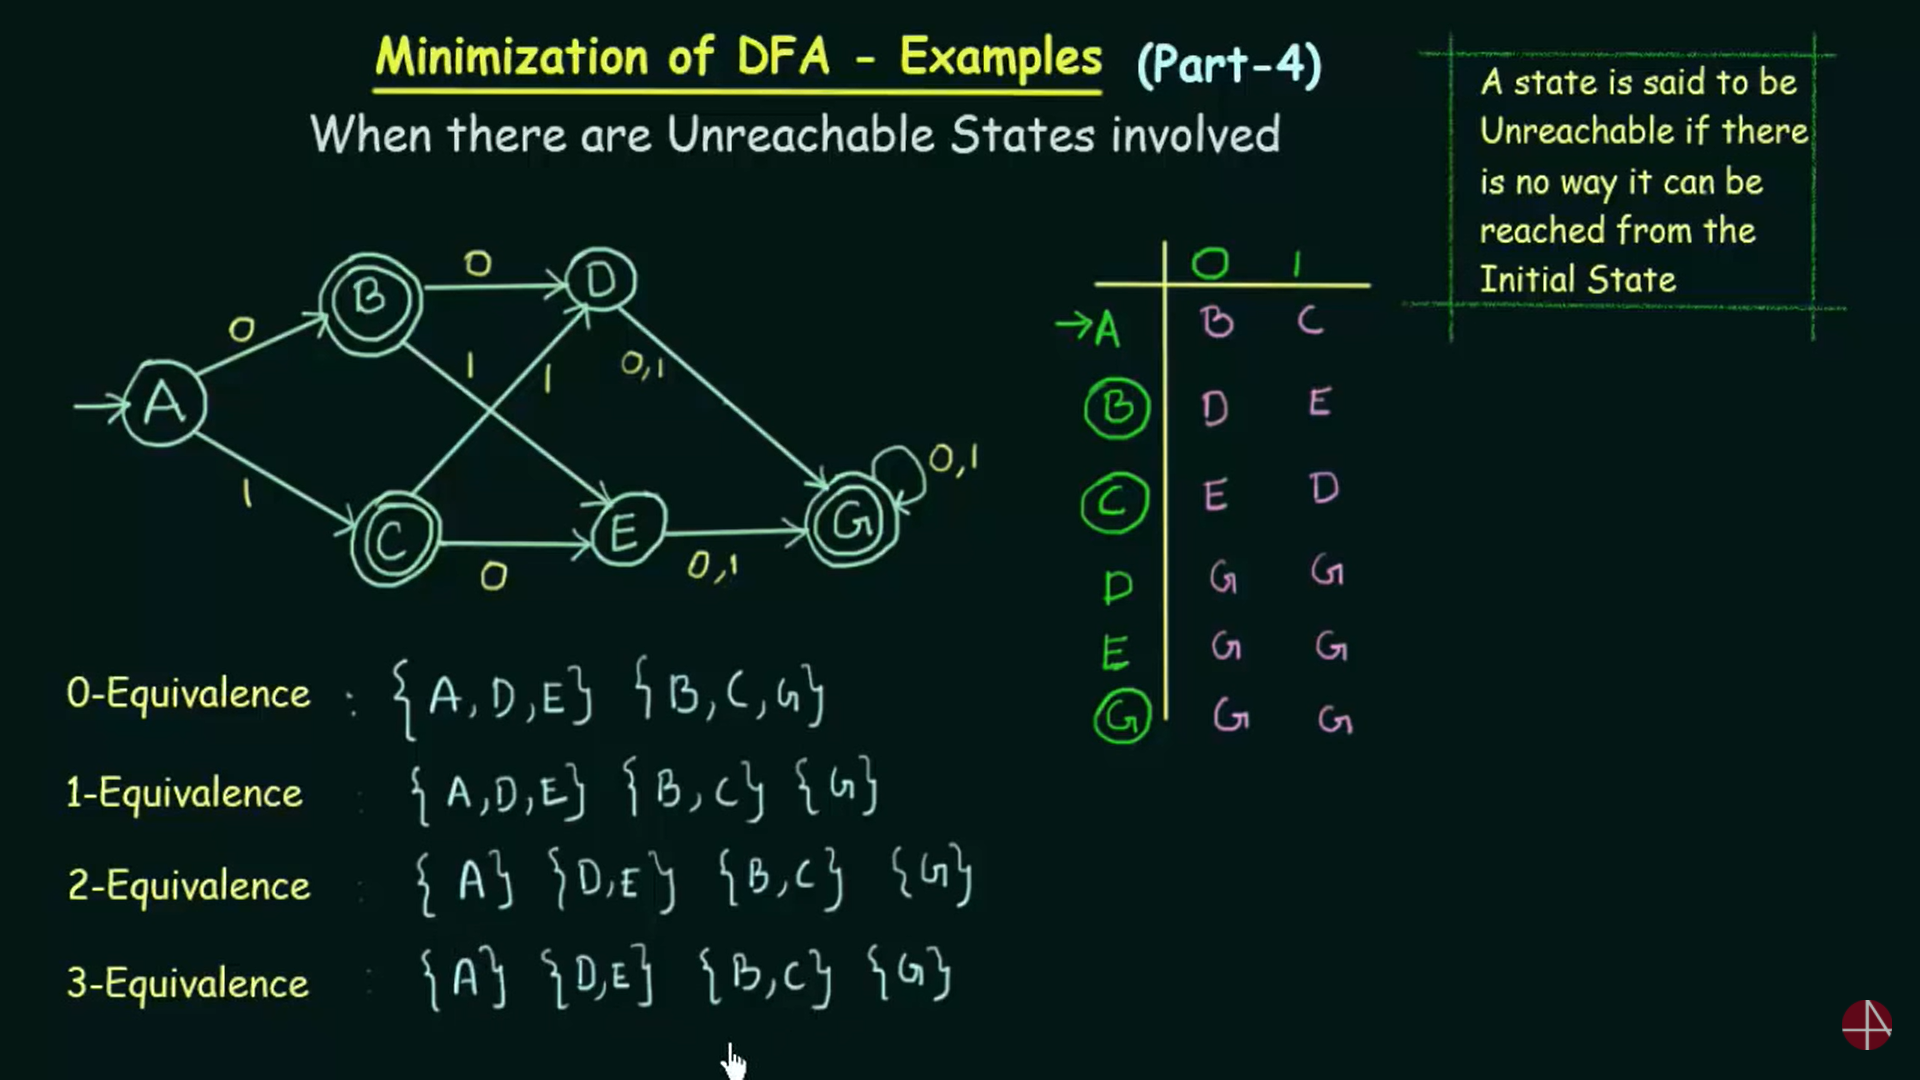 Minimization of DFA - Examples (Part-4)
When there are Unreachable States involved
A state is said to be
Unreachable if there
is no way it can be
reached from the
Initial State
B
0
D
0
A
1
1
0,1
1
C
0
E
0,1
G
0,1
0 1
→A B C
B D E
C E D
D G G
E G G
G G G
0-Equivalence : {A, D, E} {B, C, G}
1-Equivalence : {A, D, E} {B, C} {G}
2-Equivalence : {A} {D, E} {B, C} {G}
3-Equivalence : {A} {D, E} {B, C} {G}